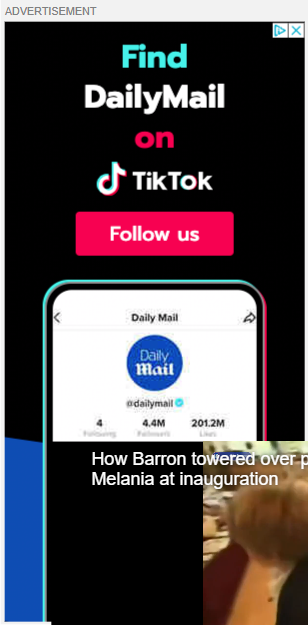 ADVERTISEMENT
Find
DailyMail
on
TikTok
Follow us
Daily Mail
Daily
Mail
@dailymail
4 4.4M 201.2M
Following Followers Likes
How Barron towered over p
Melania at inauguration